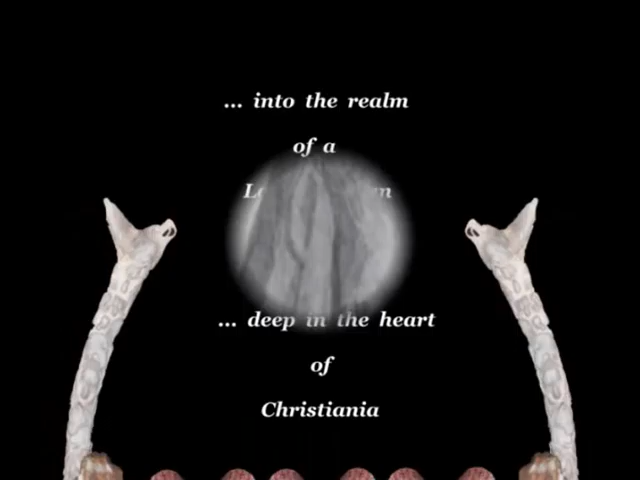 ... into the realm
of a
... deep in the heart
of
Christiania